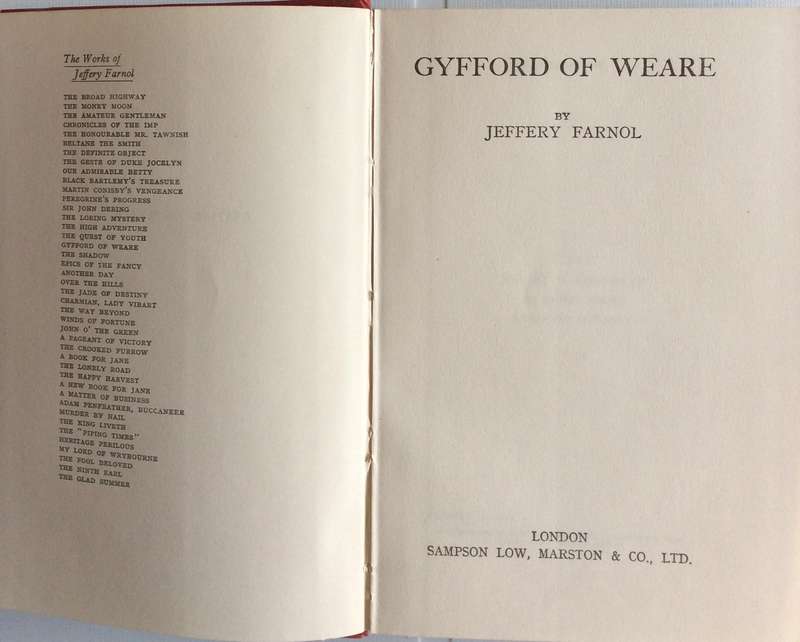 The Works of
Jeffery Farnol
THE BROAD HIGHWAY
THE MONEY MOON
THE AMATEUR GENTLEMAN
CHRONICLES OF THE IMP
THE HONOURABLE MR. TAWNISH
BELTANE THE SMITH
THE DEFINITE OBJECT
THE GESTE OF DUKE JOCELYN
OUR ADMIRABLE BETTY
BLACK BARTLEMY'S TREASURE
MARTIN CONISBY'S VENGEANCE
PEREGRINE'S PROGRESS
SIR JOHN DERING
THE LORING MYSTERY
THE HIGH ADVENTURE
THE QUEST OF YOUTH
GYFFORD OF WEARE
THE SHADOW
EPICS OF THE FANCY
ANOTHER DAY
OVER THE HILLS
THE JADE OF DESTINY
CHARMIAN, LADY VIBART
THE WAY BEYOND
WINDS OF FORTUNE
JOHN O' THE GREEN
A PAGEANT OF VICTORY
THE CROOKED FURROW
A BOOK FOR JANE
THE LONELY ROAD
THE HAPPY HARVEST
A NEW BOOK FOR JANE
A MATTER OF BUSINESS
ADAM PENFEATHER, BUCCANEER
MURDER BY NAIL
THE KING LIVETH
THE "PIPING TIMES"
HERITAGE PERILOUS
MY LORD OF WRYBOURNE
THE FOOL BELOVED
THE NINTH EARL
THE GLAD SUMMER
GYFFORD OF WEARE
BY
JEFFERY FARNOL
LONDON
SAMPSON LOW, MARSTON & CO., LTD.